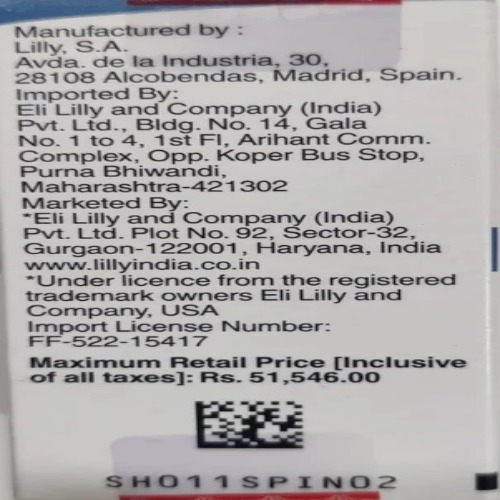 Manufactured by :
Lilly, S.A.
Avda. de la Industria, 30,
28108 Alcobendas, Madrid, Spain.
Imported By:
Eli Lilly and Company (India)
Pvt. Ltd., Bldg. No. 14, Gala
No. 1 to 4, 1st Fl, Arihant Comm.
Complex, Opp. Koper Bus Stop,
Purna Bhiwandi,
Maharashtra-421302
Marketed By:
*Eli Lilly and Company (India)
Pvt. Ltd. Plot No. 92, Sector-32,
Gurgaon-122001, Haryana, India
www.lillyindia.co.in
*Under licence from the registered
trademark owners Eli Lilly and
Company, USA
Import License Number:
FF-522-15417
Maximum Retail Price [Inclusive
of all taxes]: Rs. 51,546.00
SH011SPIN02